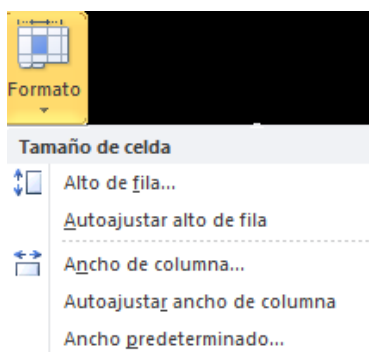 Formato
Tamaño de celda
Alto de fila...
Autoajustar alto de fila
Ancho de columna...
Autoajustar ancho de columna
Ancho predeterminado...